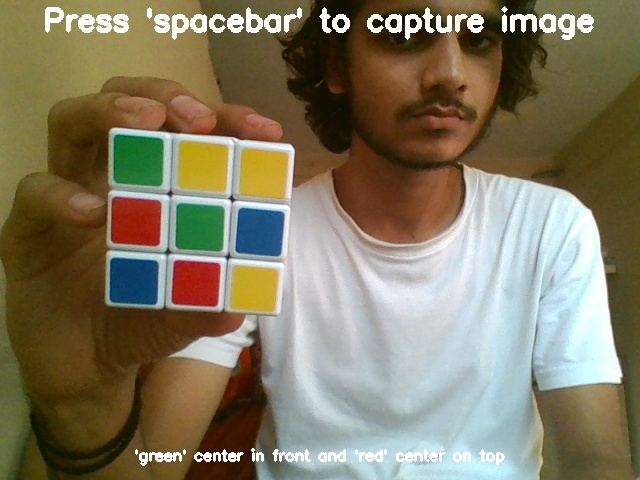 Press 'spacebar' to capture image
'green' center in front and 'red' center on top